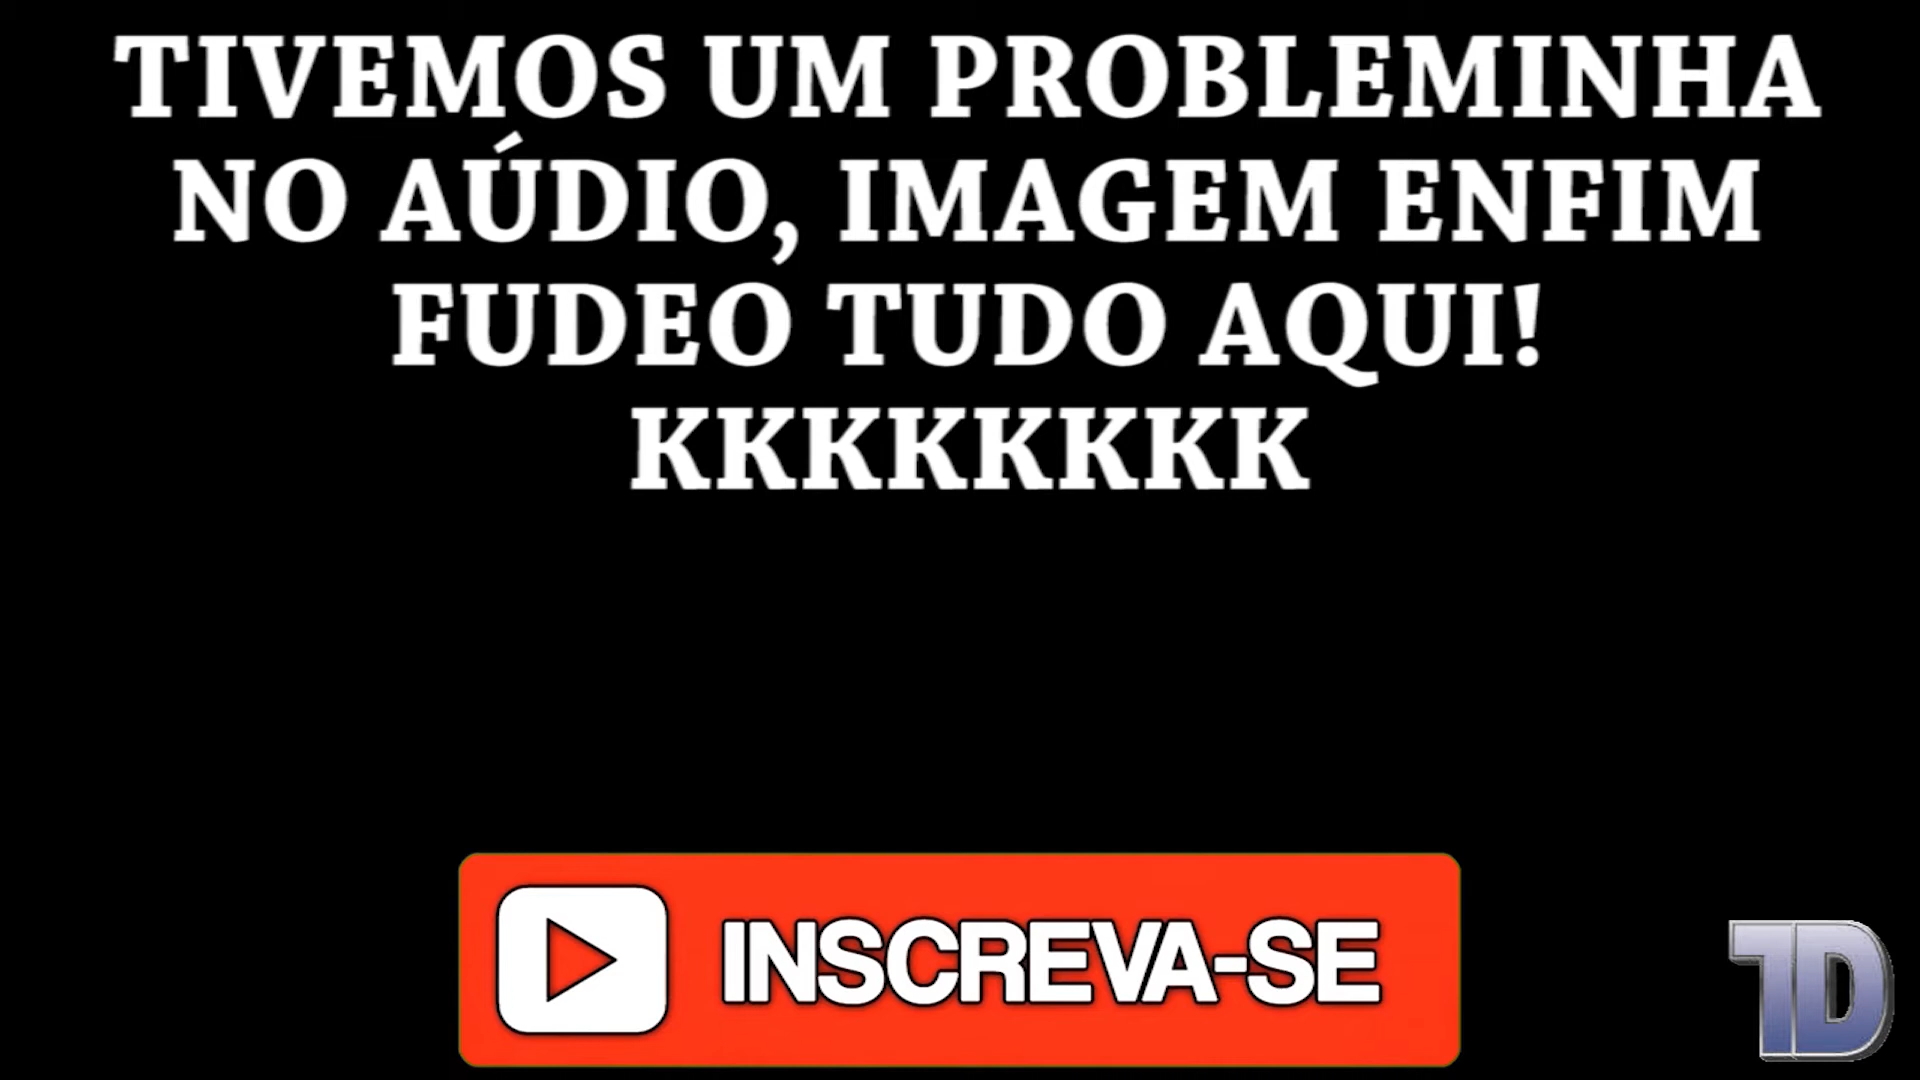 TIVEMOS UM PROBLEMINHA
NO AÚDIO, IMAGEM ENFIM
FUDEO TUDO AQUI!
KKKKKKKK
INSCREVA-SE
TD